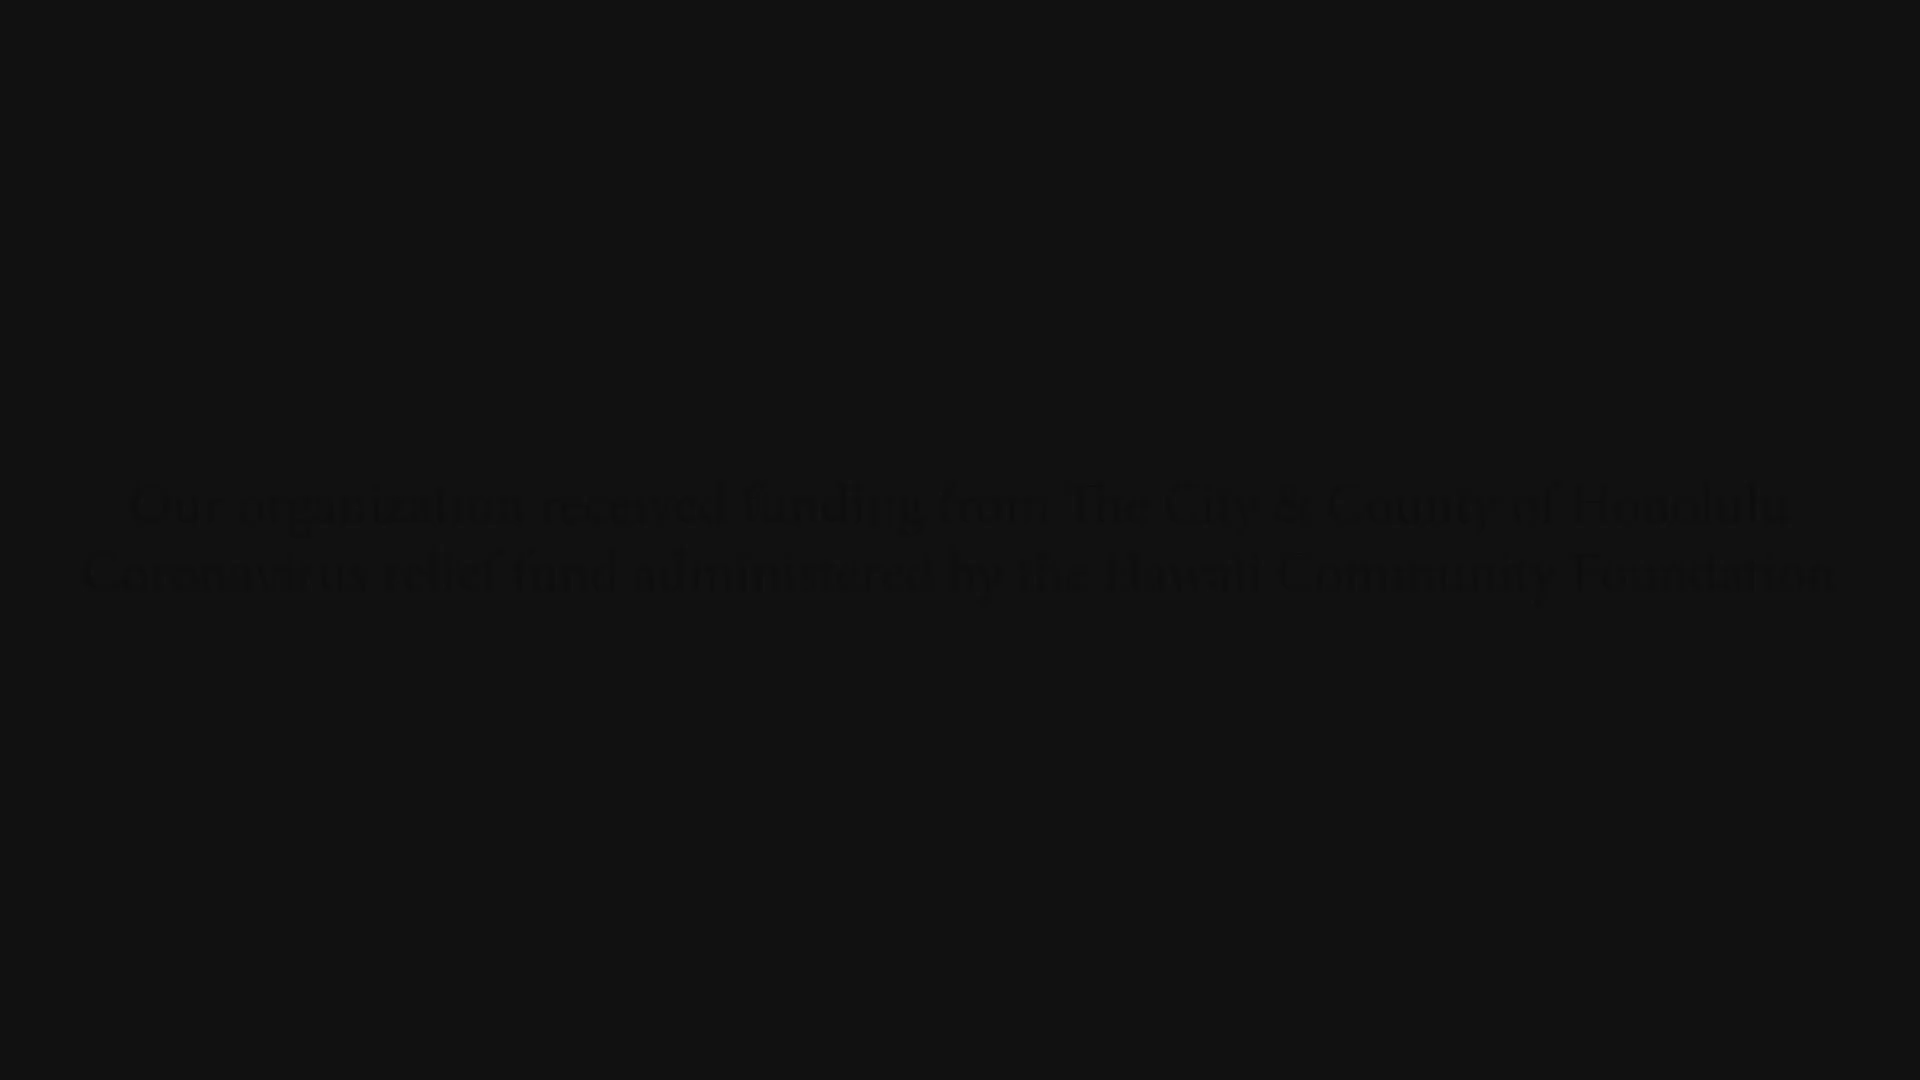 Our organization received funding from The City & County of Honolulu
Coronavirus relief fund administered by the Hawaii Community Foundation